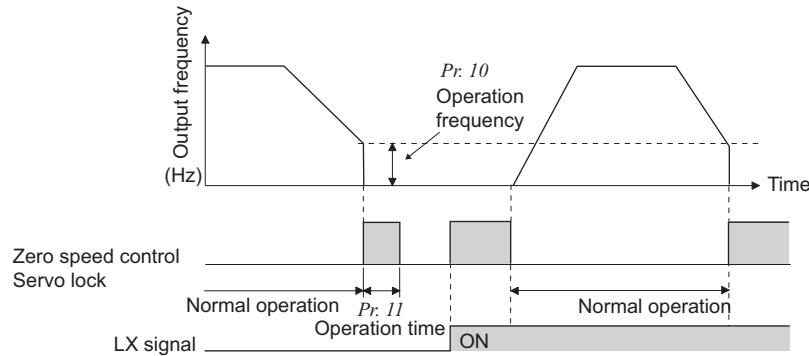 Output frequency
(Hz)
Pr. 10
Operation
frequency
Time
Zero speed control
Servo lock
Normal operation
Pr. 11
Operation time
Normal operation
LX signal
ON